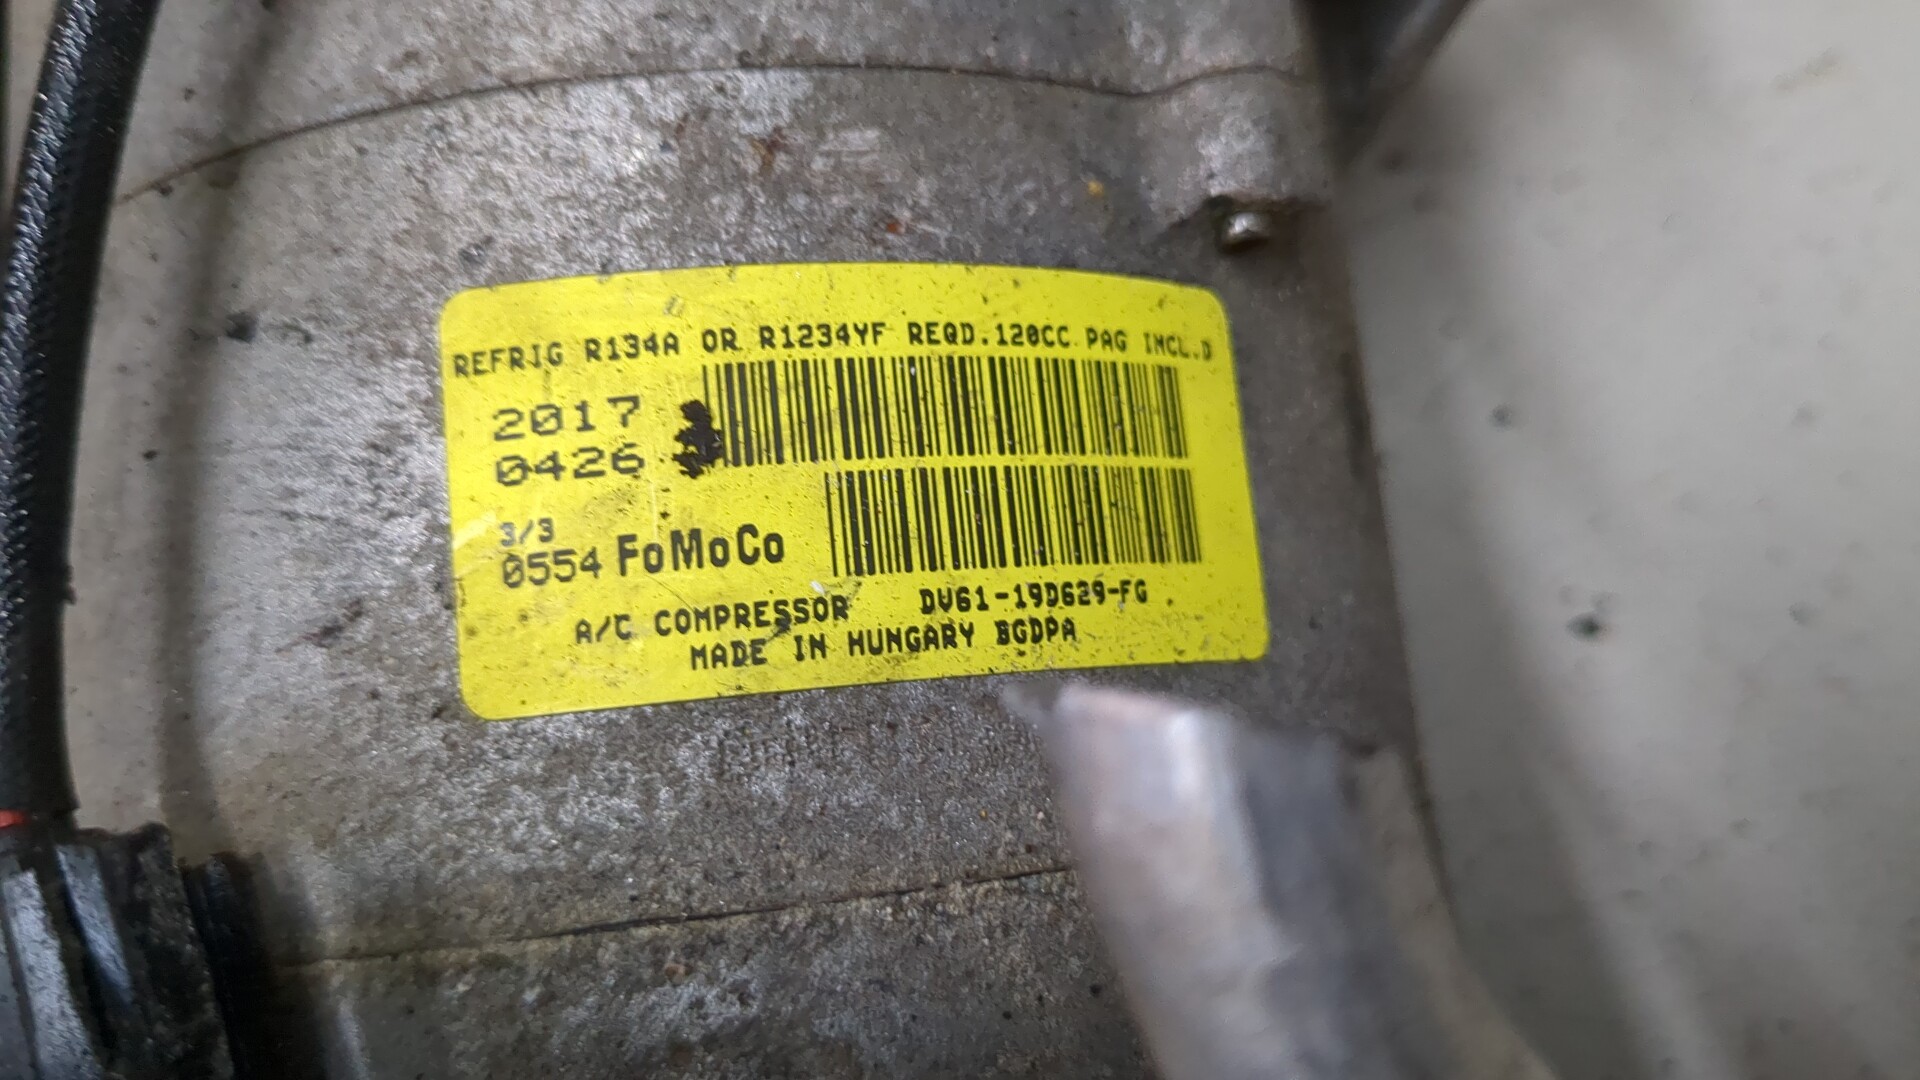 REFRIG R134A OR R1234YF REQD.120CC PAG INCL.D
2017
0426
3/3
0554 FoMoCo
A/C COMPRESSOR DV61-19D629-FG
MADE IN HUNGARY BGDPA